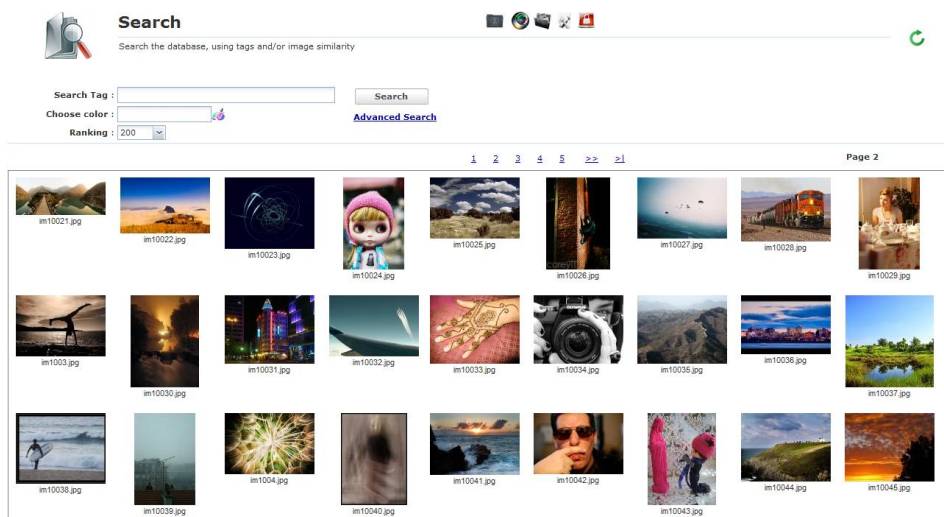 Search
Search the database, using tags and/or image similarity
Search Tag :
Search
Choose color :
Advanced Search
Ranking : 200
1 2 3 4 5 >> >|
Page 2
im10021.jpg
im10022.jpg
im10023.jpg
im10024.jpg
im10025.jpg
im10026.jpg
im10027.jpg
im10028.jpg
im10029.jpg
im1003.jpg
im10030.jpg
im10031.jpg
im10032.jpg
im10033.jpg
im10034.jpg
im10035.jpg
im10036.jpg
im10037.jpg
im10038.jpg
im10039.jpg
im1004.jpg
im10040.jpg
im10041.jpg
im10042.jpg
im10043.jpg
im10044.jpg
im10045.jpg